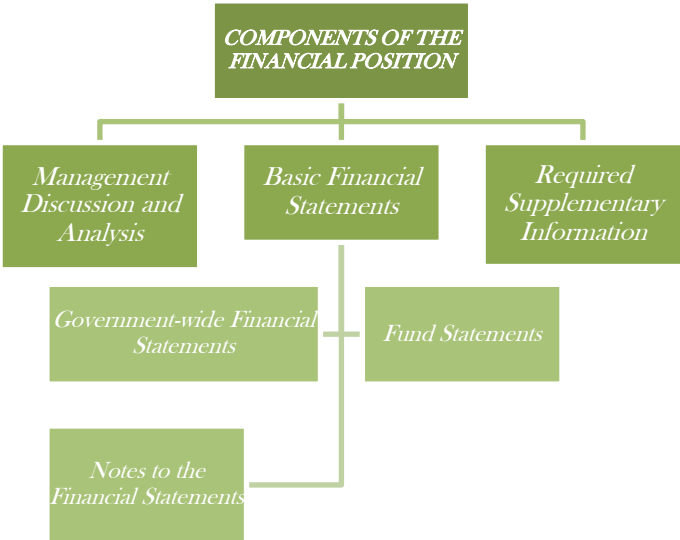 COMPONENTS OF THE
FINANCIAL POSITION
Management
Discussion and
Analysis
Basic Financial
Statements
Required
Supplementary
Information
Government-wide Financial
Statements
Fund Statements
Notes to the
Financial Statements